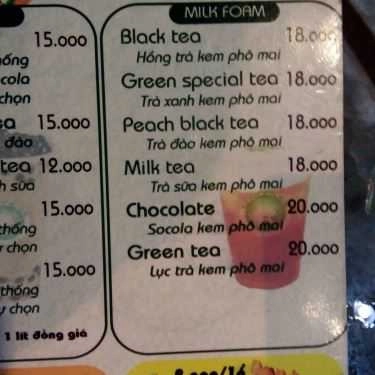 15.000
chọn
15.000
đào
12.000
sữa
15.000
thống
chọn
15.000
thống
chọn
1 lít đồng giá
MILK FOAM
Black tea 18.000
Hồng trà kem phô mai
Green special tea 18.000
Trà xanh kem phô mai
Peach black tea 18.000
Trà đào kem phô mai
Milk tea 18.000
Trà sữa kem phô mai
Chocolate 20.000
Socola kem phô mai
Green tea 20.000
Lục trà kem phô mai